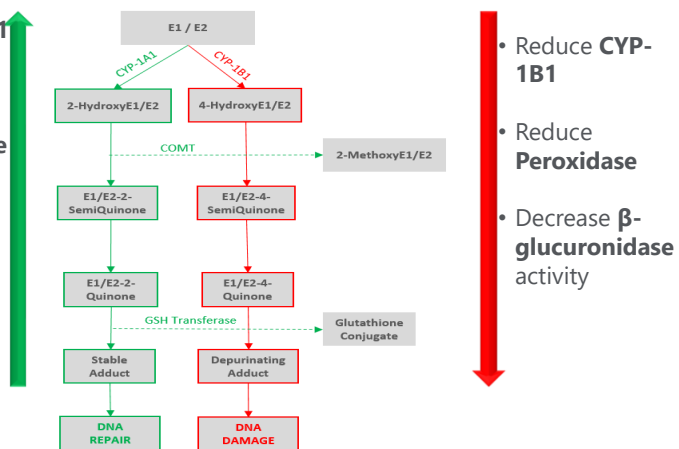 1
e
E1 / E2
CYP-1A1
CYP-1B1
2-HydroxyE1/E2
4-HydroxyE1/E2
COMT
2-MethoxyE1/E2
E1/E2-2-
SemiQuinone
E1/E2-4-
SemiQuinone
E1/E2-2-
Quinone
E1/E2-4-
Quinone
GSH Transferase
Glutathione
Conjugate
Stable
Adduct
Depurinating
Adduct
DNA
REPAIR
DNA
DAMAGE
• Reduce CYP-
1B1
• Reduce
Peroxidase
• Decrease β-
glucuronidase
activity